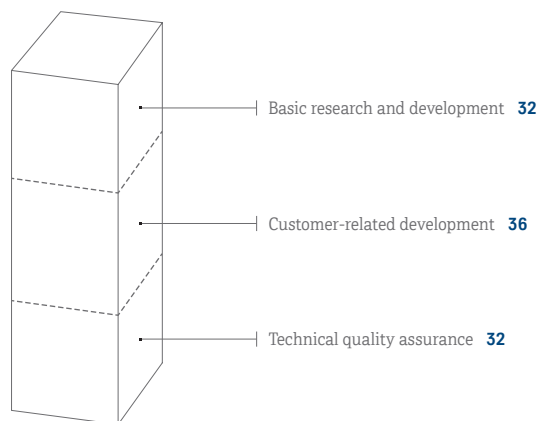 Basic research and development 32
Customer-related development 36
Technical quality assurance 32